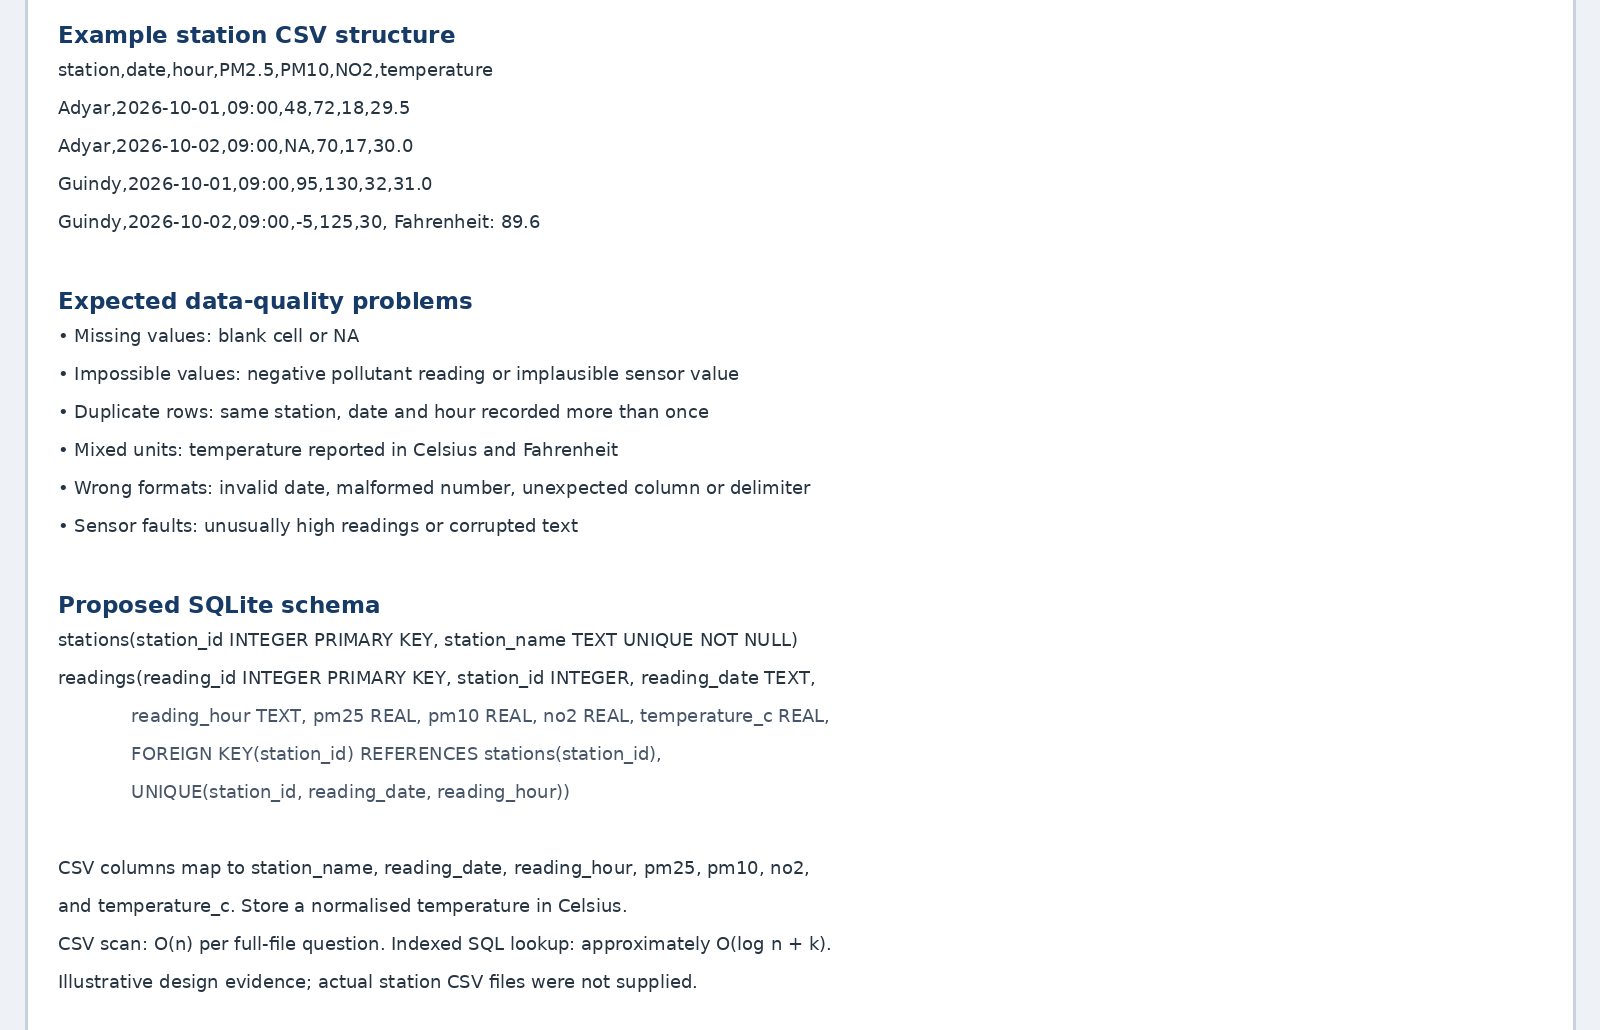 Example station CSV structure
station,date,hour,PM2.5,PM10,NO2,temperature
Adyar,2026-10-01,09:00,48,72,18,29.5
Adyar,2026-10-02,09:00,NA,70,17,30.0
Guindy,2026-10-01,09:00,95,130,32,31.0
Guindy,2026-10-02,09:00,-5,125,30, Fahrenheit: 89.6
Expected data-quality problems
• Missing values: blank cell or NA
• Impossible values: negative pollutant reading or implausible sensor value
• Duplicate rows: same station, date and hour recorded more than once
• Mixed units: temperature reported in Celsius and Fahrenheit
• Wrong formats: invalid date, malformed number, unexpected column or delimiter
• Sensor faults: unusually high readings or corrupted text
Proposed SQLite schema
stations(station_id INTEGER PRIMARY KEY, station_name TEXT UNIQUE NOT NULL)
readings(reading_id INTEGER PRIMARY KEY, station_id INTEGER, reading_date TEXT,
reading_hour TEXT, pm25 REAL, pm10 REAL, no2 REAL, temperature_c REAL,
FOREIGN KEY(station_id) REFERENCES stations(station_id),
UNIQUE(station_id, reading_date, reading_hour))
CSV columns map to station_name, reading_date, reading_hour, pm25, pm10, no2,
and temperature_c. Store a normalised temperature in Celsius.
CSV scan: O(n) per full-file question. Indexed SQL lookup: approximately O(log n + k).
Illustrative design evidence; actual station CSV files were not supplied.